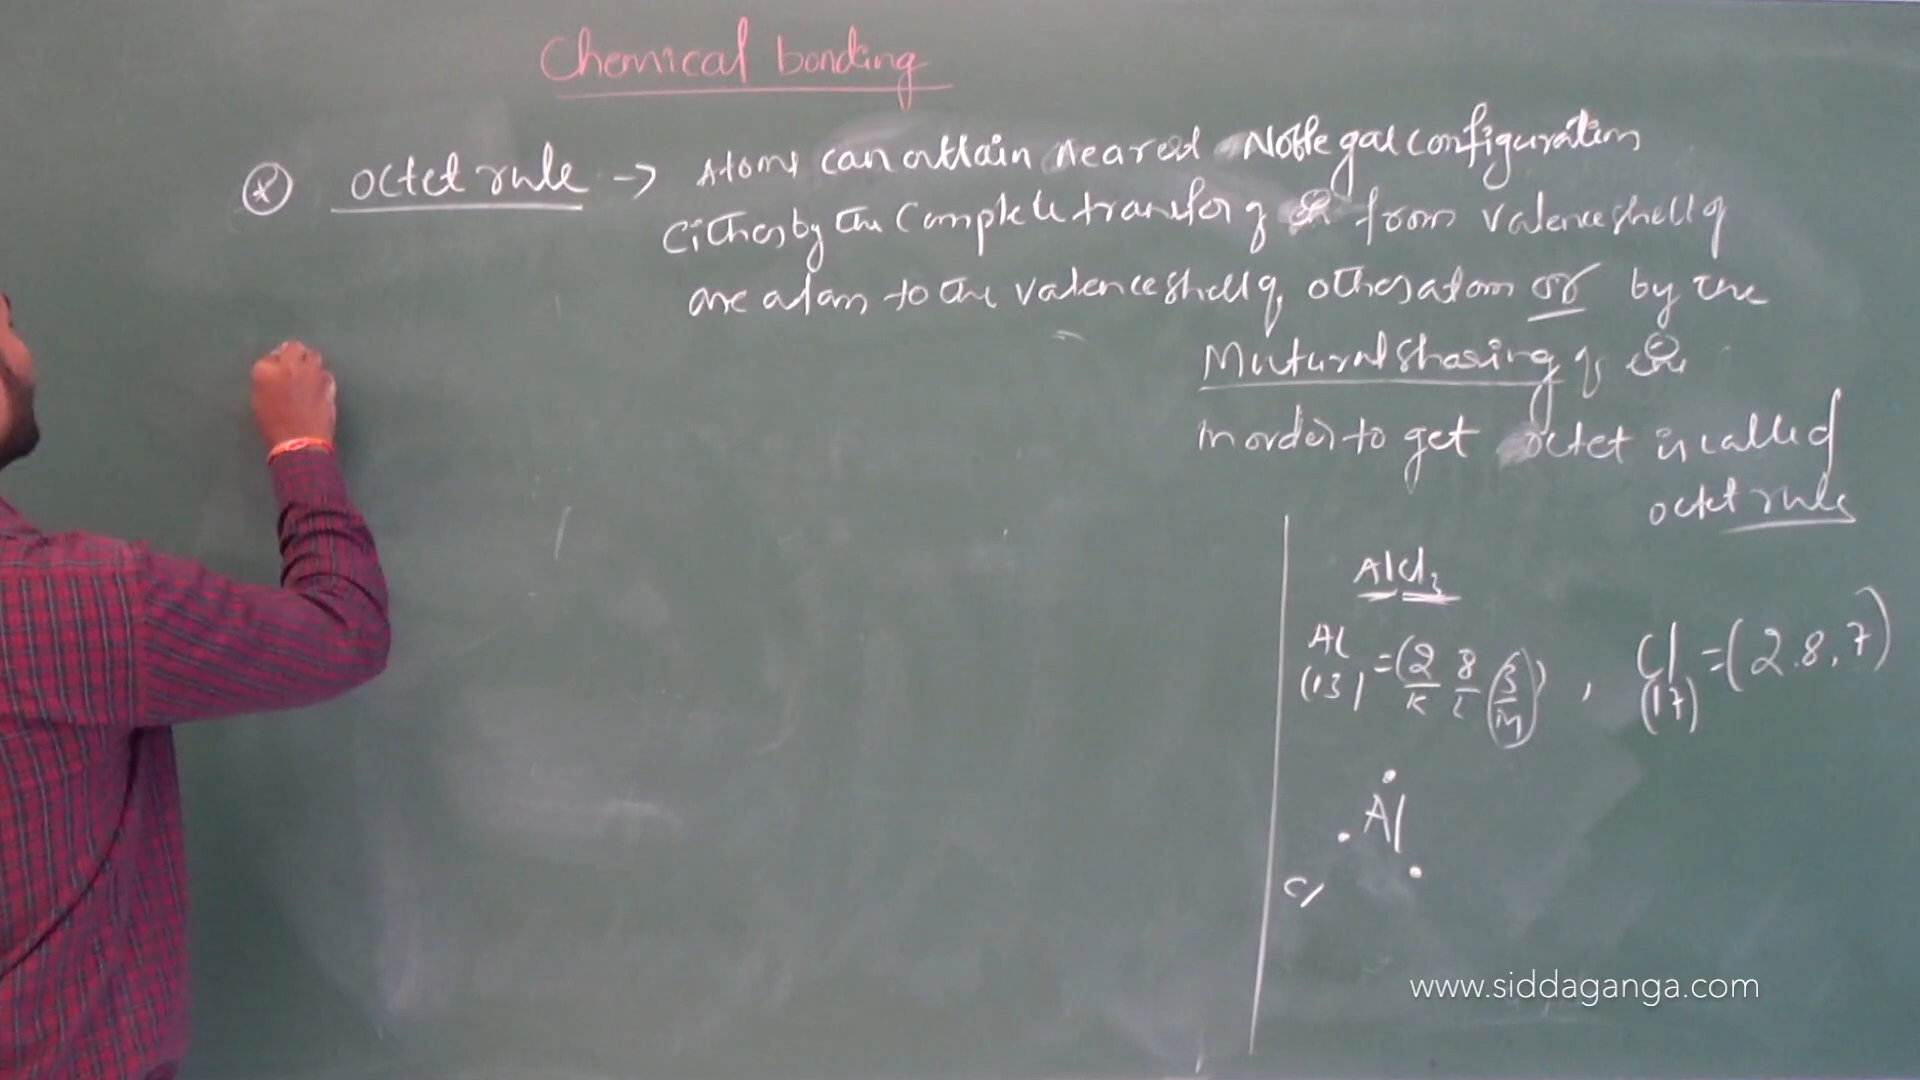 Chemical bonding
* octet rule → Atoms can attain nearest Noble gas configuration
either by the complete transfer of e⊖ from valence shell of
one atom to the valence shell of other atom or by the
Mutural sharing of e⊖
in order to get octet is called
octet rule
AlCl3
Al (13) = (2 8 3) , Cl (17) = (2.8.7)
K L M
Al
C
www.siddaganga.com